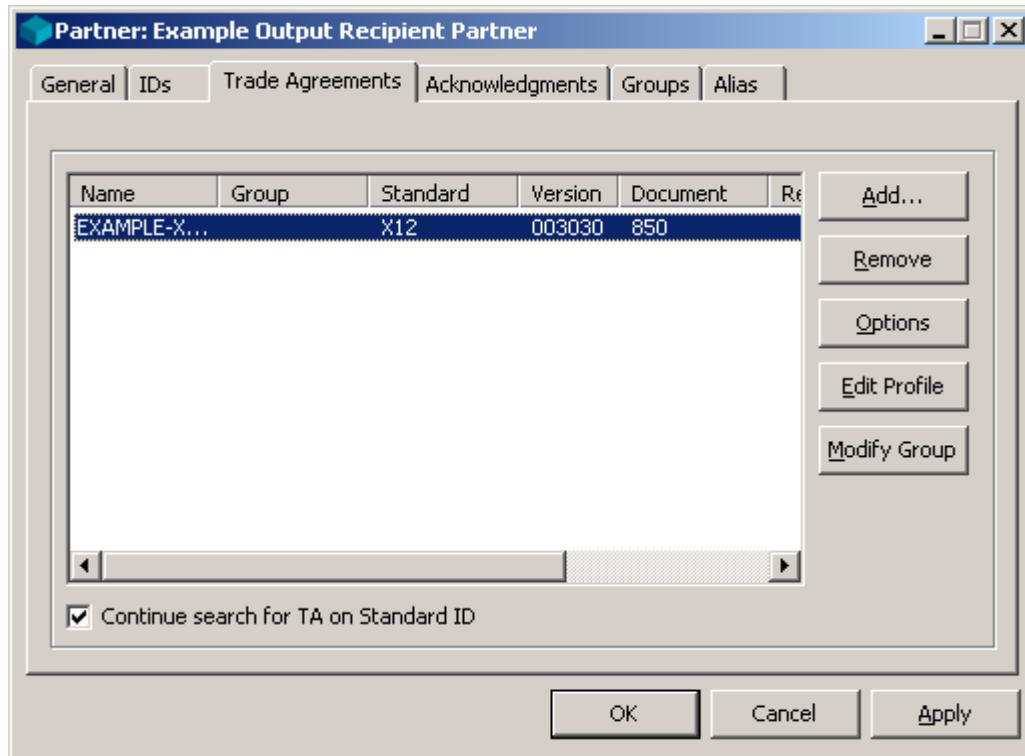 Partner: Example Output Recipient Partner
General IDs Trade Agreements Acknowledgments Groups Alias
Name Group Standard Version Document Re
EXAMPLE-X... X12 003030 850
Add...
Remove
Options
Edit Profile
Modify Group
Continue search for TA on Standard ID
OK Cancel Apply